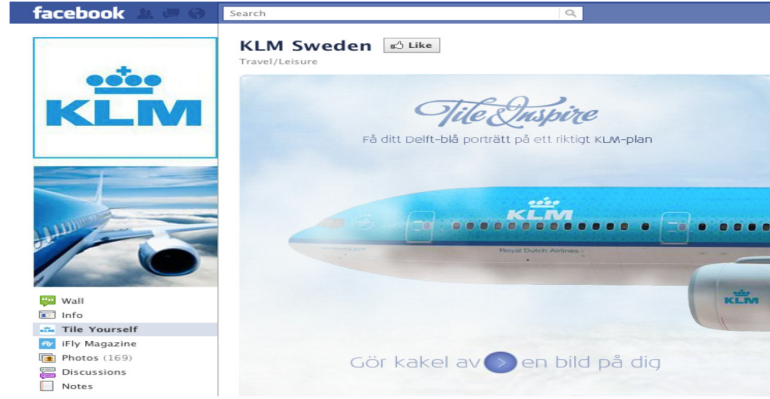 facebook
Search
KLM
KLM Sweden
Like
Travel/Leisure
Tile & Inspire
Få ditt Delft-blå porträtt på ett riktigt KLM-plan
KLM
Royal Dutch Airlines
KLM
Gör kakel av en bild på dig
Wall
Info
Tile Yourself
iFly Magazine
Photos (169)
Discussions
Notes